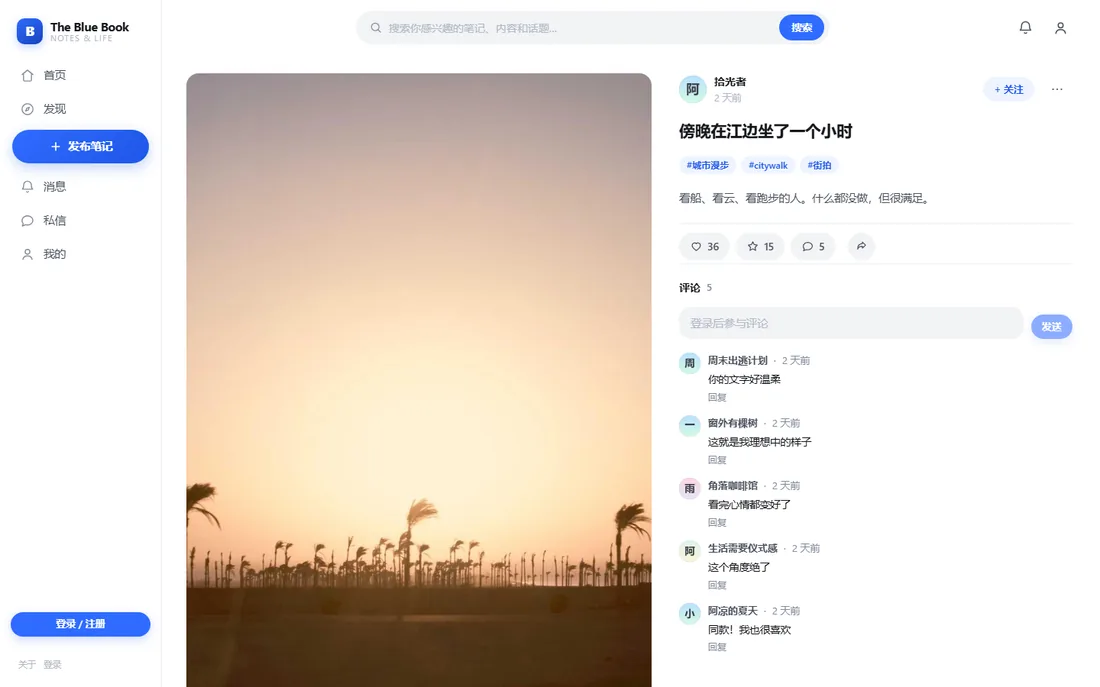 B The Blue Book
NOTES & LIFE
搜索你感兴趣的笔记、内容和话题...
搜索
首页
发现
+ 发布笔记
消息
私信
我的
登录 / 注册
关于 登录
阿 拾光者
2 天前
+ 关注
...
傍晚在江边坐了一个小时
#城市漫步 #citywalk #街拍
看船、看云、看跑步的人。什么都没做，但很满足。
36 15 5
评论 5
登录后参与评论
发送
周 周末出逃计划 · 2 天前
你的文字好温柔
回复
一 窗外有棵树 · 2 天前
这就是我理想中的样子
回复
雨 角落咖啡馆 · 2 天前
看完心情都变好了
回复
阿 生活需要仪式感 · 2 天前
这个角度绝了
回复
小 阿凉的夏天 · 2 天前
同款！我也很喜欢
回复